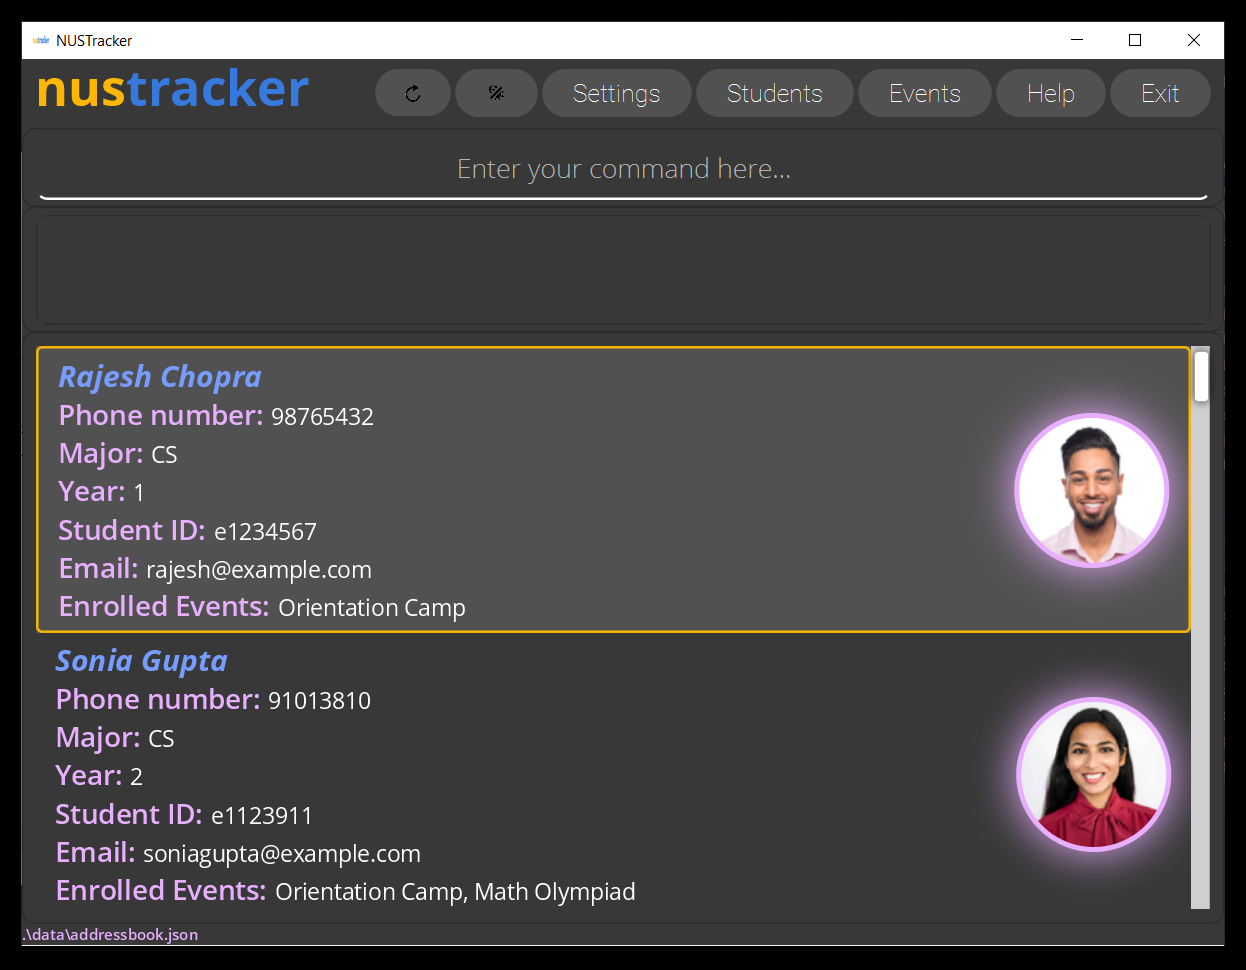 NUSTracker
nustracker
Settings
Students
Events
Help
Exit
Enter your command here...
Rajesh Chopra
Phone number: 98765432
Major: CS
Year: 1
Student ID: e1234567
Email: rajesh@example.com
Enrolled Events: Orientation Camp
Sonia Gupta
Phone number: 91013810
Major: CS
Year: 2
Student ID: e1123911
Email: soniagupta@example.com
Enrolled Events: Orientation Camp, Math Olympiad
.\data\addressbook.json